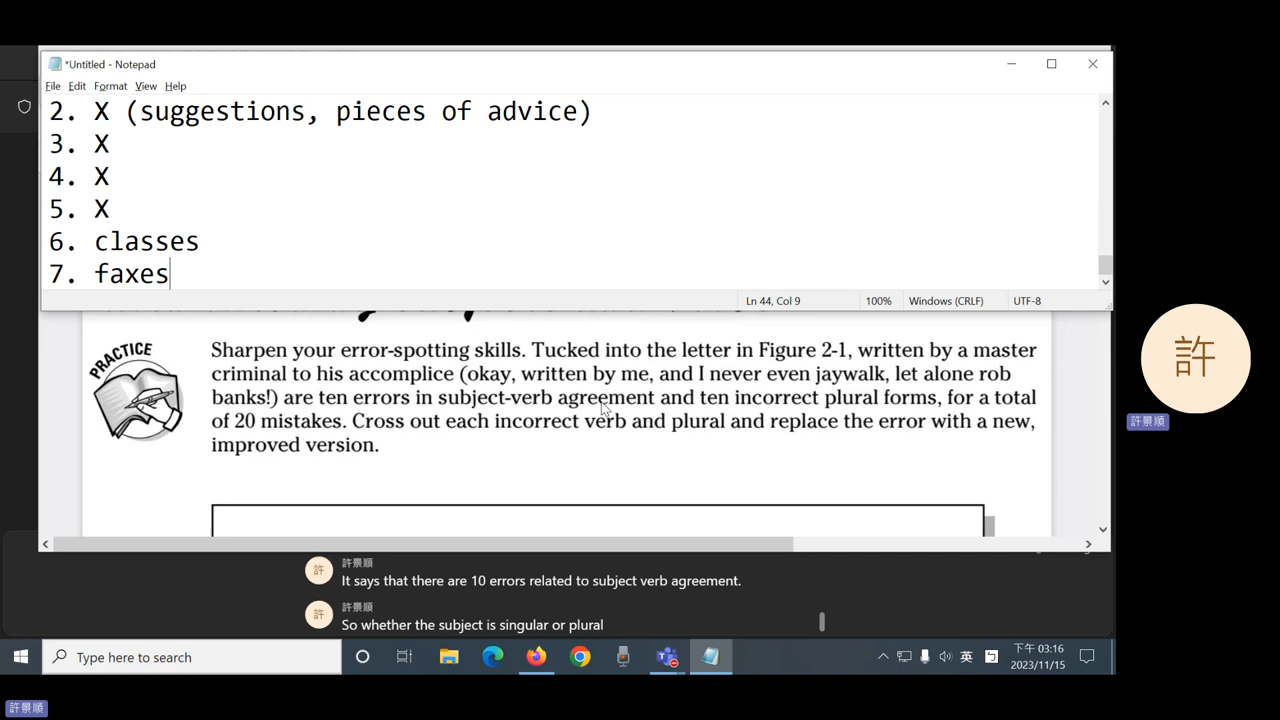 *Untitled - Notepad
File Edit Format View Help
2. X (suggestions, pieces of advice)
3. X
4. X
5. X
6. classes
7. faxes
Ln 44, Col 9 100% Windows (CRLF) UTF-8
PRACTICE
Sharpen your error-spotting skills. Tucked into the letter in Figure 2-1, written by a master
criminal to his accomplice (okay, written by me, and I never even jaywalk, let alone rob
banks!) are ten errors in subject-verb agreement and ten incorrect plural forms, for a total
of 20 mistakes. Cross out each incorrect verb and plural and replace the error with a new,
improved version.
許
許景順
許 許景順
It says that there are 10 errors related to subject verb agreement.
許 許景順
So whether the subject is singular or plural
Type here to search
英
下午 03:16
2023/11/15
許景順